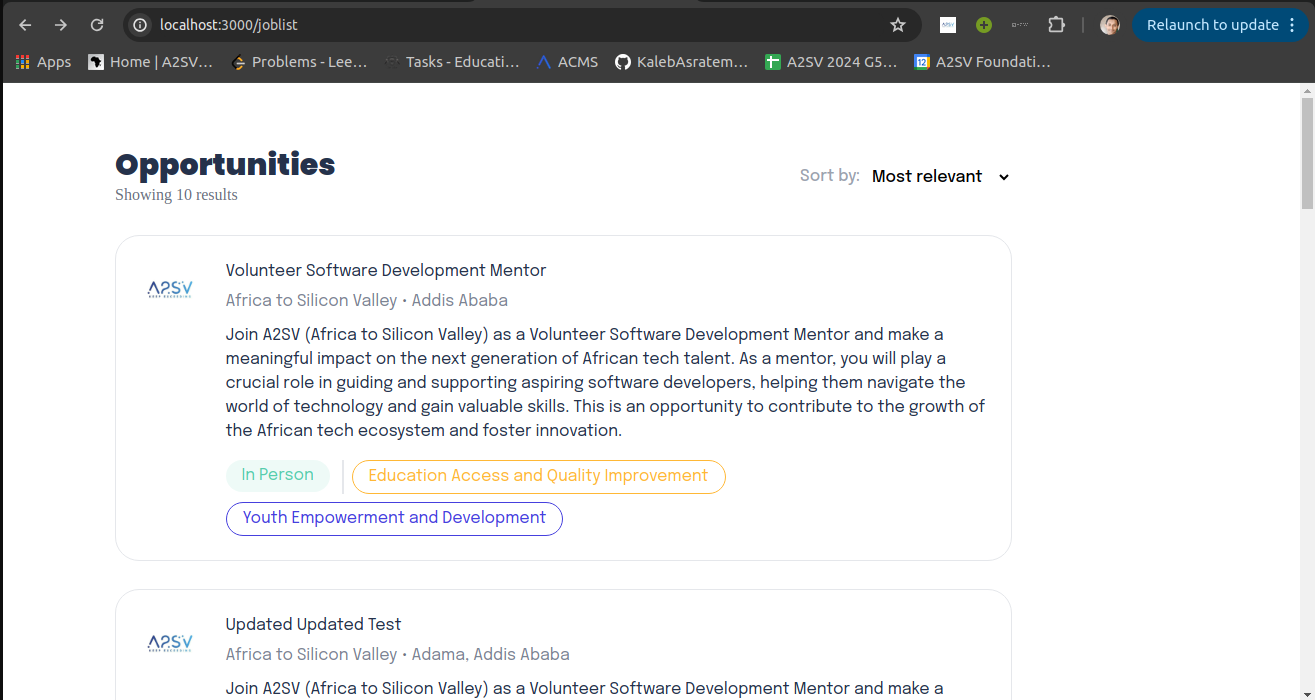 localhost:3000/joblist
Relaunch to update
Apps
Home | A2SV...
Problems - Lee...
Tasks - Educati...
ACMS
KalebAsratem...
A2SV 2024 G5...
12
A2SV Foundati...
Opportunities
Showing 10 results
Sort by: Most relevant
A2SV
Volunteer Software Development Mentor
Africa to Silicon Valley • Addis Ababa
Join A2SV (Africa to Silicon Valley) as a Volunteer Software Development Mentor and make a
meaningful impact on the next generation of African tech talent. As a mentor, you will play a
crucial role in guiding and supporting aspiring software developers, helping them navigate the
world of technology and gain valuable skills. This is an opportunity to contribute to the growth of
the African tech ecosystem and foster innovation.
In Person
Education Access and Quality Improvement
Youth Empowerment and Development
A2SV
Updated Updated Test
Africa to Silicon Valley • Adama, Addis Ababa
Join A2SV (Africa to Silicon Valley) as a Volunteer Software Development Mentor and make a